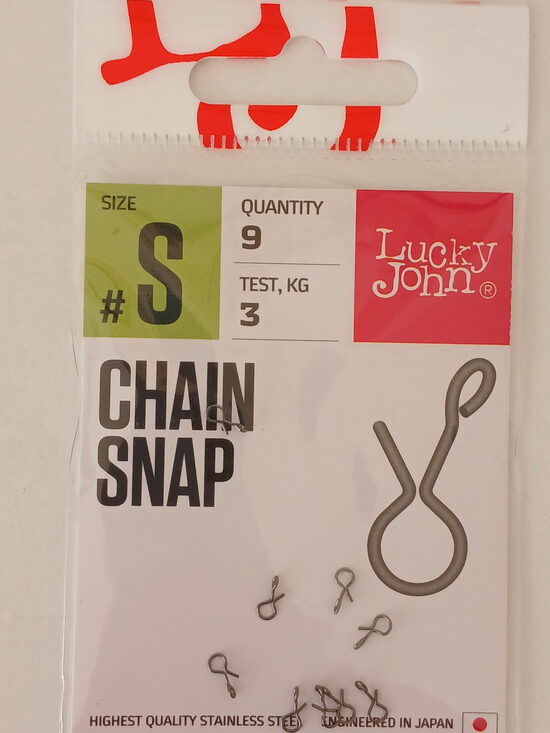 SIZE
# S
QUANTITY
9
TEST, KG
3
Lucky
John ®
CHAIN
SNAP
HIGHEST QUALITY STAINLESS STEEL
ENGINEERED IN JAPAN